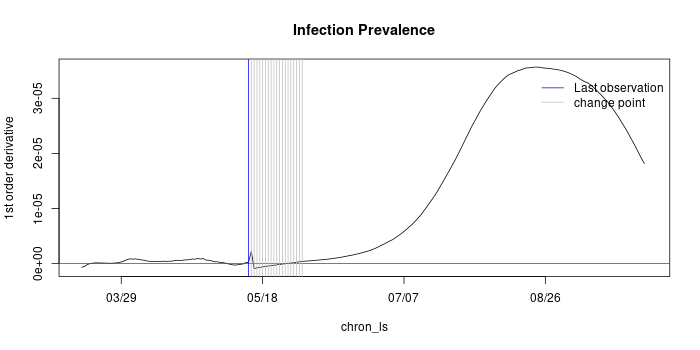 Infection Prevalence
1st order derivative
3e-05
2e-05
1e-05
0e+00
Last observation
change point
03/29
05/18
07/07
08/26
chron_ls